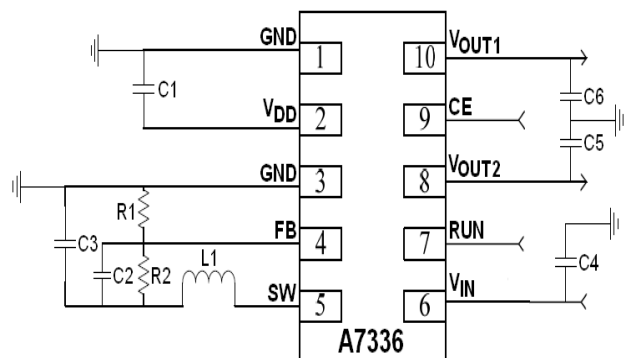 GND 1 10 VOUT1
C1 C6
VDD 2 9 CE
C5
GND 3 8 VOUT2
R1
C3 FB 4 7 RUN
C2 R2 L1 C4
SW 5 6 VIN
A7336